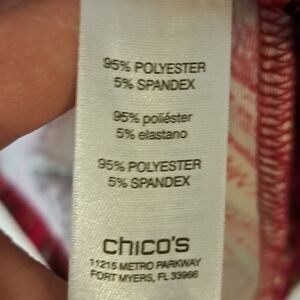 95% POLYESTER
5% SPANDEX
95% poliéster
5% elastano
95% POLYESTER
5% SPANDEX
chico's
11215 METRO PARKWAY
FORT MYERS, FL 33966